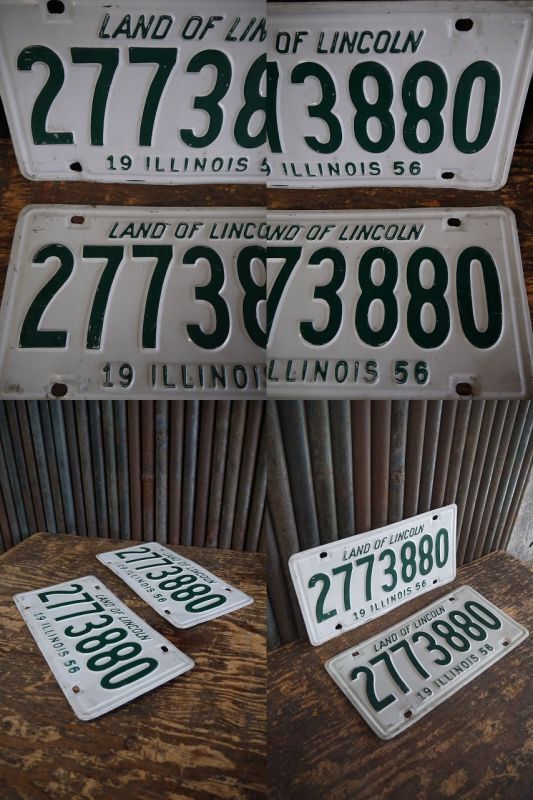 LAND OF LIN
27738
19 ILLINOIS 5
OF LINCOLN
73880
ILLINOIS 56
LAND OF LINCO
27738
19 ILLINOI
ND OF LINCOLN
73880
LLINOIS 56
LAND OF LINCOLN
2773880
19 ILLINOIS 56
LAND OF LINCOLN
2773880
19 ILLINOIS 56
LAND OF LINCOLN
2773880
19 ILLINOIS 56
LAND OF LINCOLN
2773880
19 ILLINOIS 56